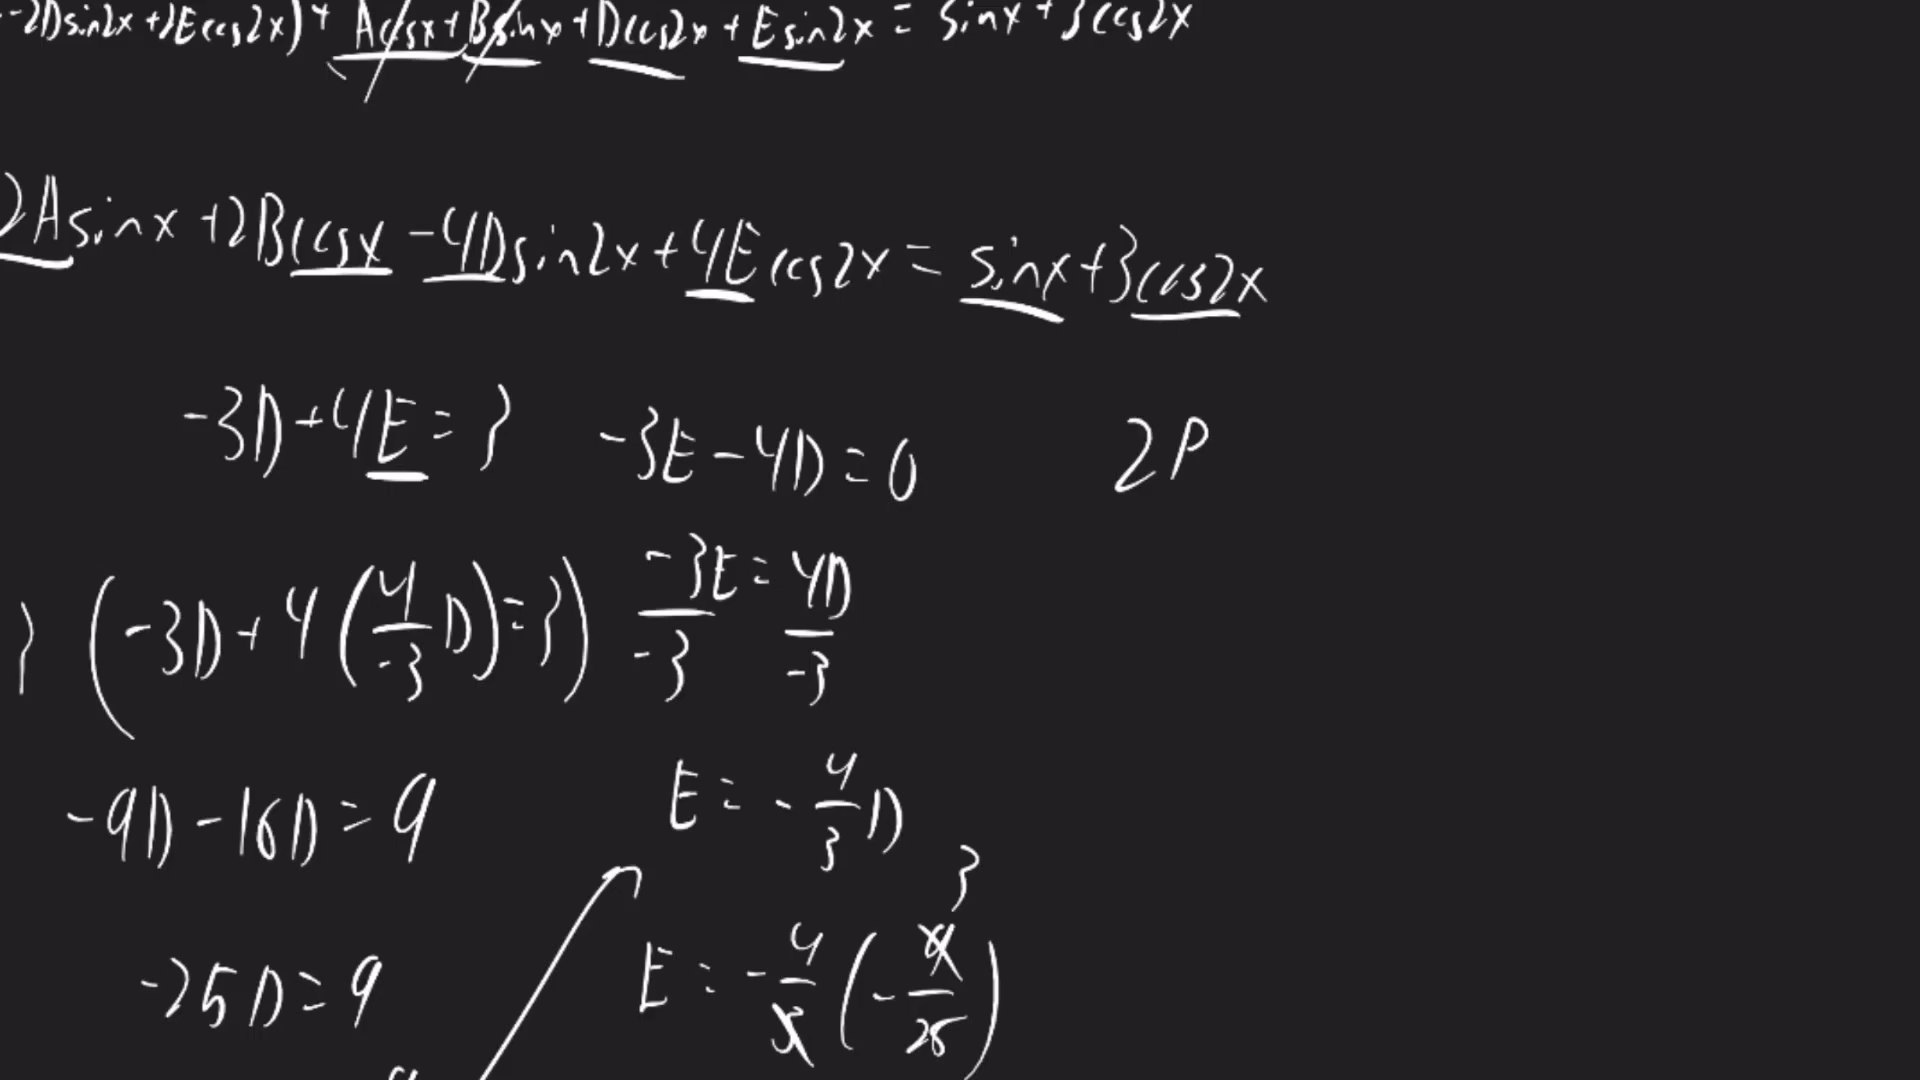 -2Dsin2x+2Ecos2x)+ Acosx+Bsinx+Dcos2x+Esin2x = sinx+3cos2x
2Asinx+2Bcosx-4Dsin2x+4Ecos2x = sinx+3cos2x
-3D+4E=3 -3E-4D=0 2P
3 (-3D+4(4/-3 D)=3) -3E/-3 = 4D/-3
-9D-16D=9 E=-4/3 D
3
-25D=9 E=-4/3(-9/25)